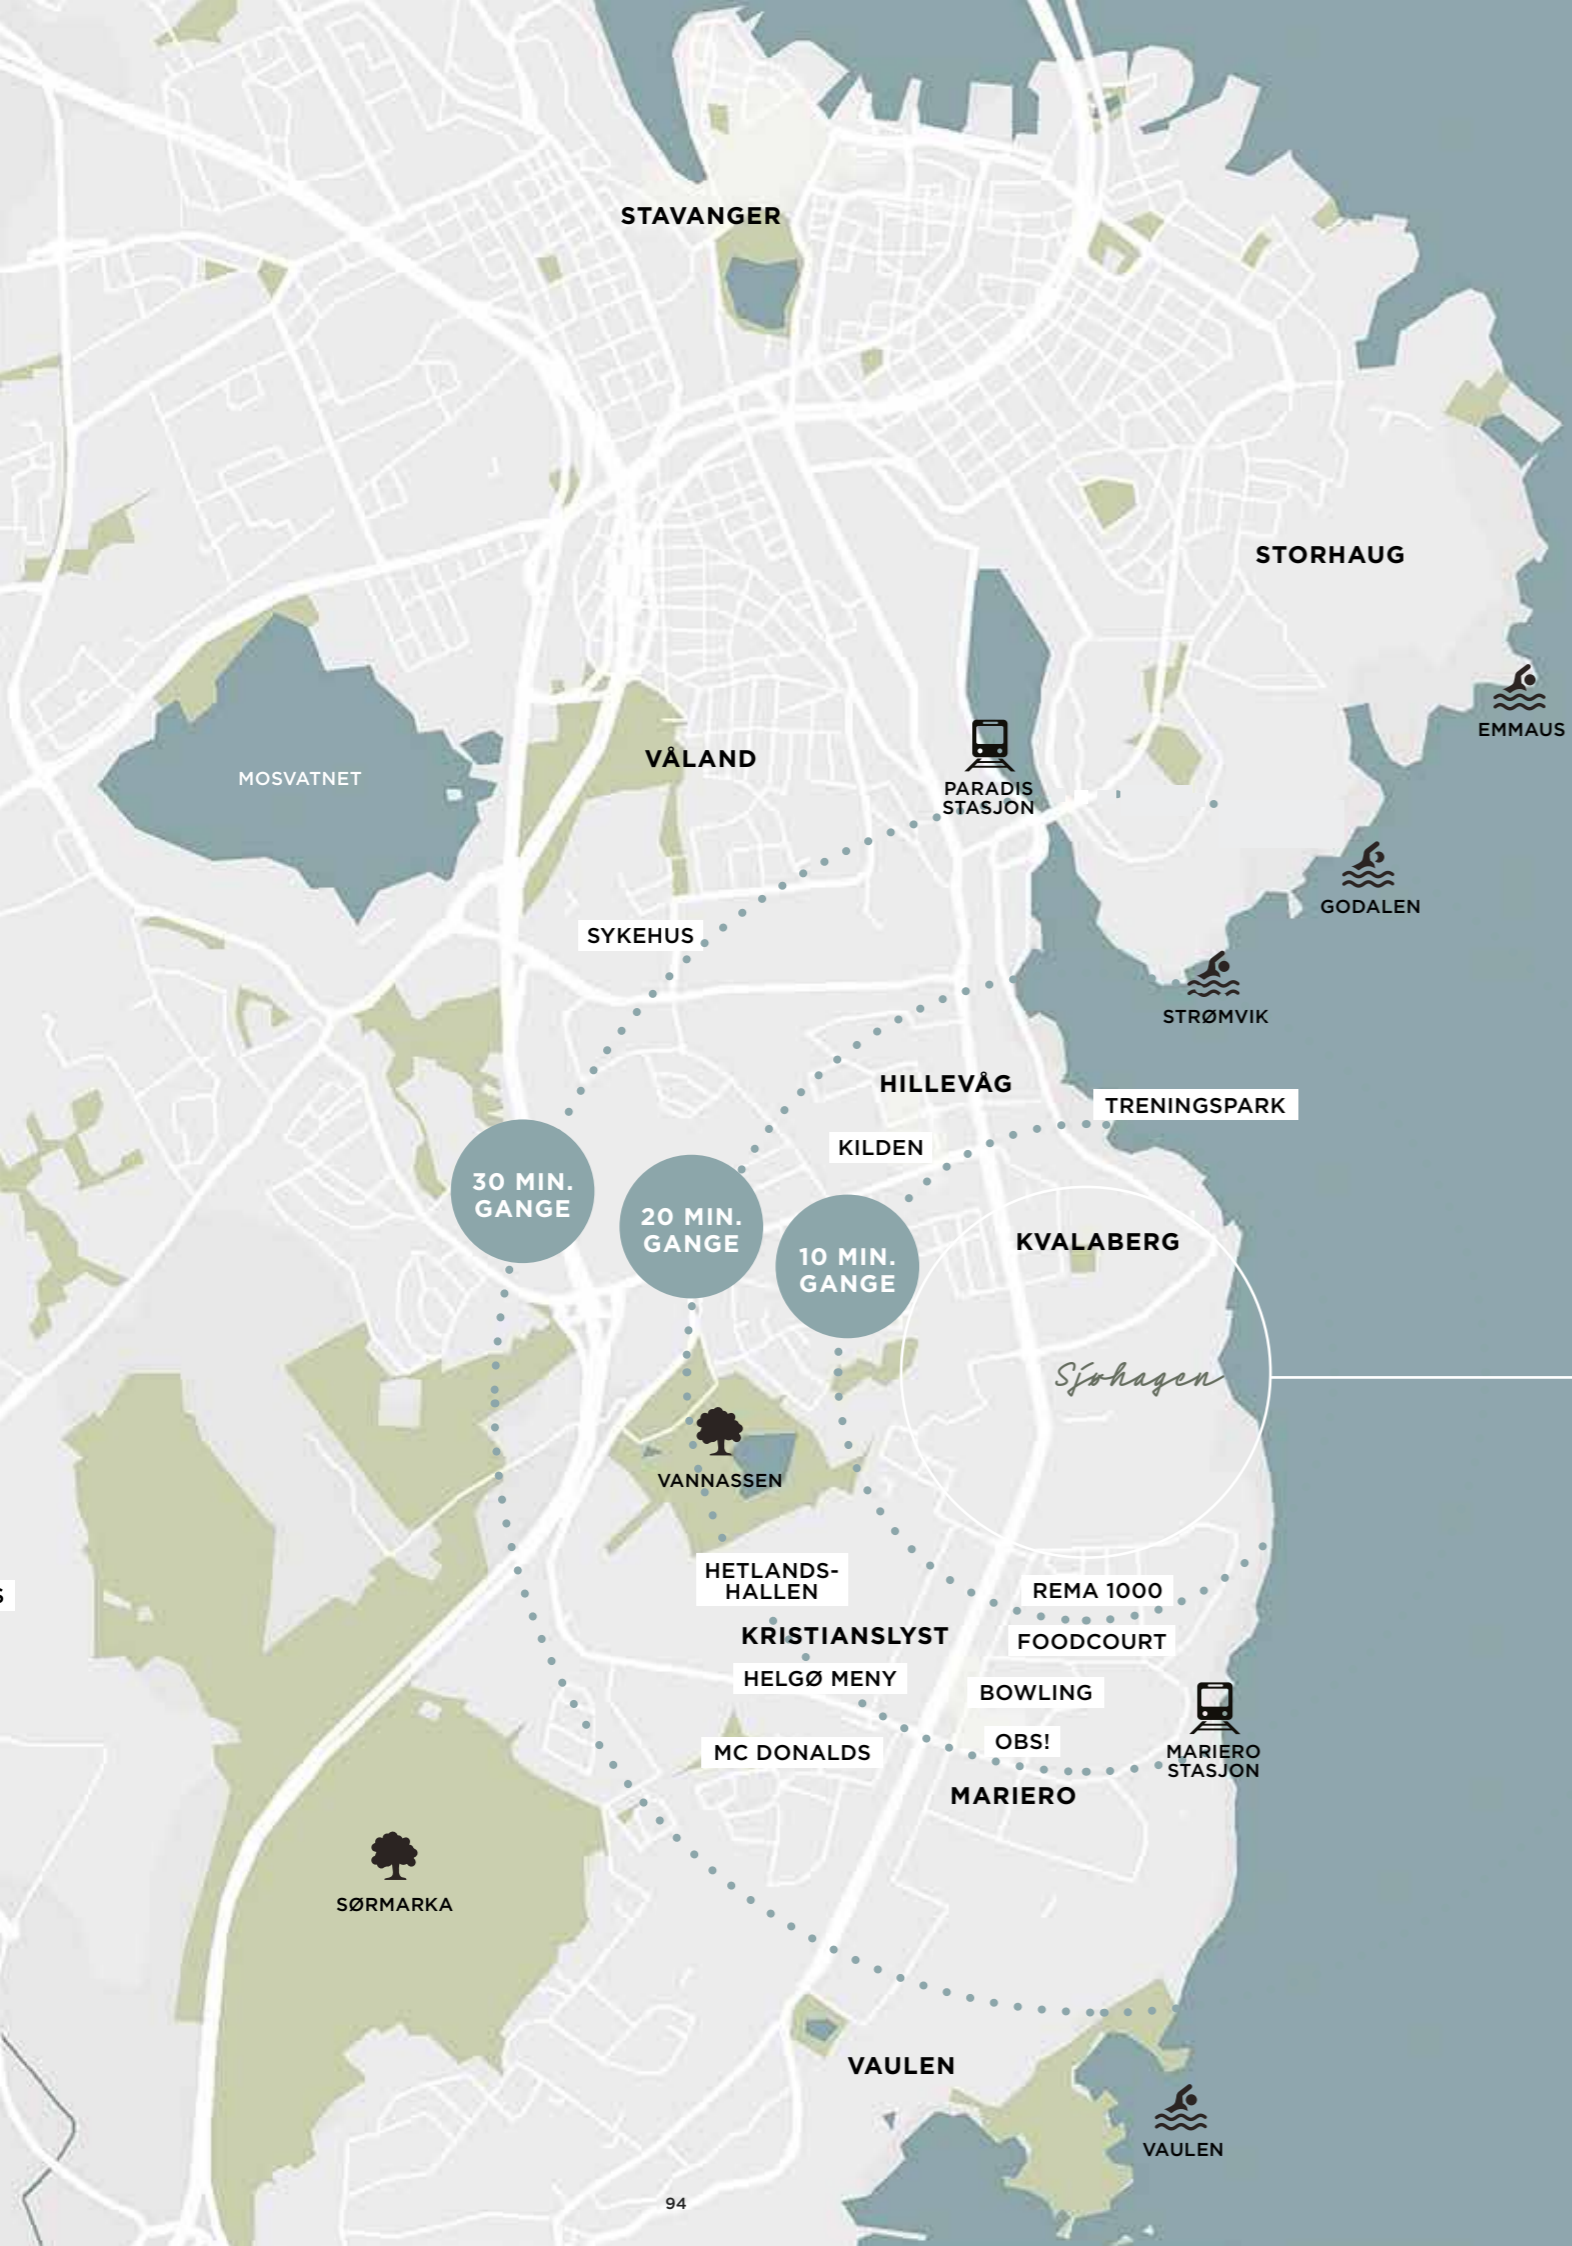 STAVANGER
STORHAUG
EMMAUS
VÅLAND
MOSVATNET
PARADIS
STASJON
GODALEN
SYKEHUS
STRØMVIK
HILLEVÅG
TRENINGSPARK
KILDEN
30 MIN.
GANGE
20 MIN.
GANGE
10 MIN.
GANGE
KVALABERG
Sjøhagen
VANNASSEN
HETLANDS-
HALLEN
REMA 1000
S
KRISTIANSLYST
FOODCOURT
HELGØ MENY
BOWLING
OBS!
MC DONALDS
MARIERO
STASJON
MARIERO
SØRMARKA
VAULEN
VAULEN
94